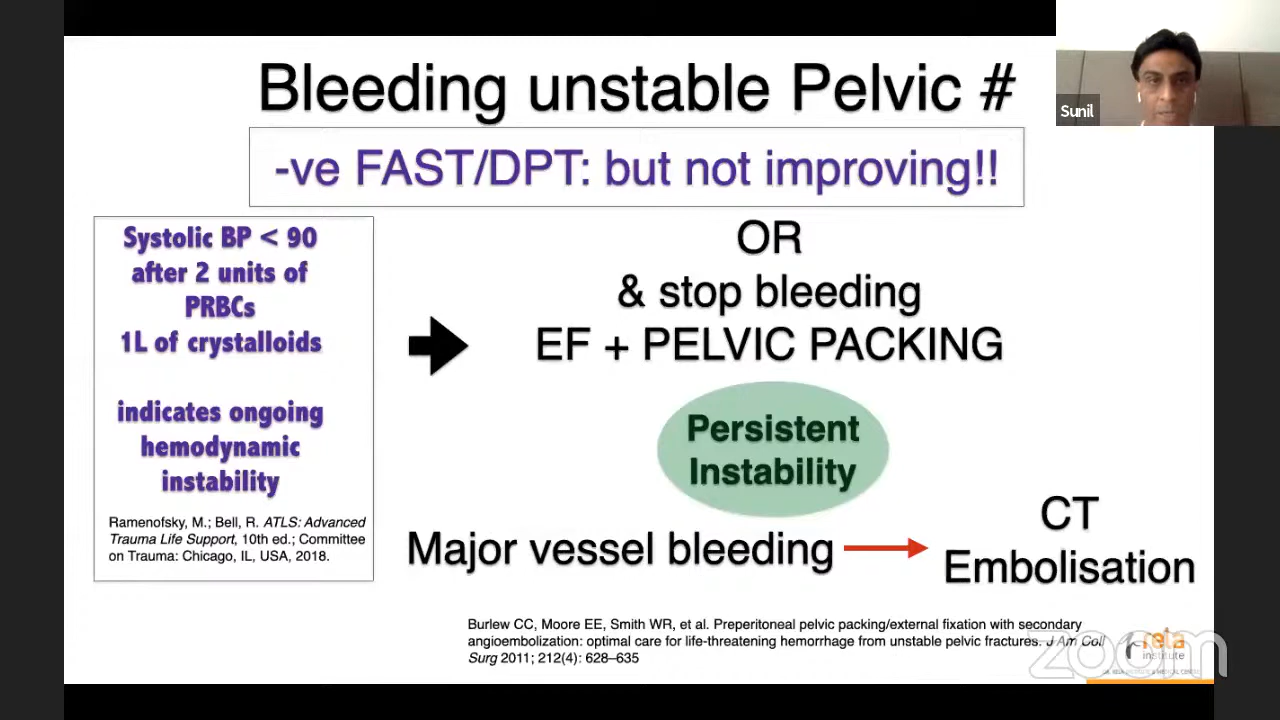 Bleeding unstable Pelvic #
Sunil
-ve FAST/DPT: but not improving!!
Systolic BP < 90
after 2 units of
PRBCs
1L of crystalloids
indicates ongoing
hemodynamic
instability
Ramenofsky, M.; Bell, R. ATLS: Advanced
Trauma Life Support, 10th ed.; Committee
on Trauma: Chicago, IL, USA, 2018.
OR
& stop bleeding
EF + PELVIC PACKING
Persistent
Instability
Major vessel bleeding
CT
Embolisation
Burlew CC, Moore EE, Smith WR, et al. Preperitoneal pelvic packing/external fixation with secondary
angioembolization: optimal care for life-threatening hemorrhage from unstable pelvic fractures. J Am Coll
Surg 2011; 212(4): 628–635
rela
institute
zoom